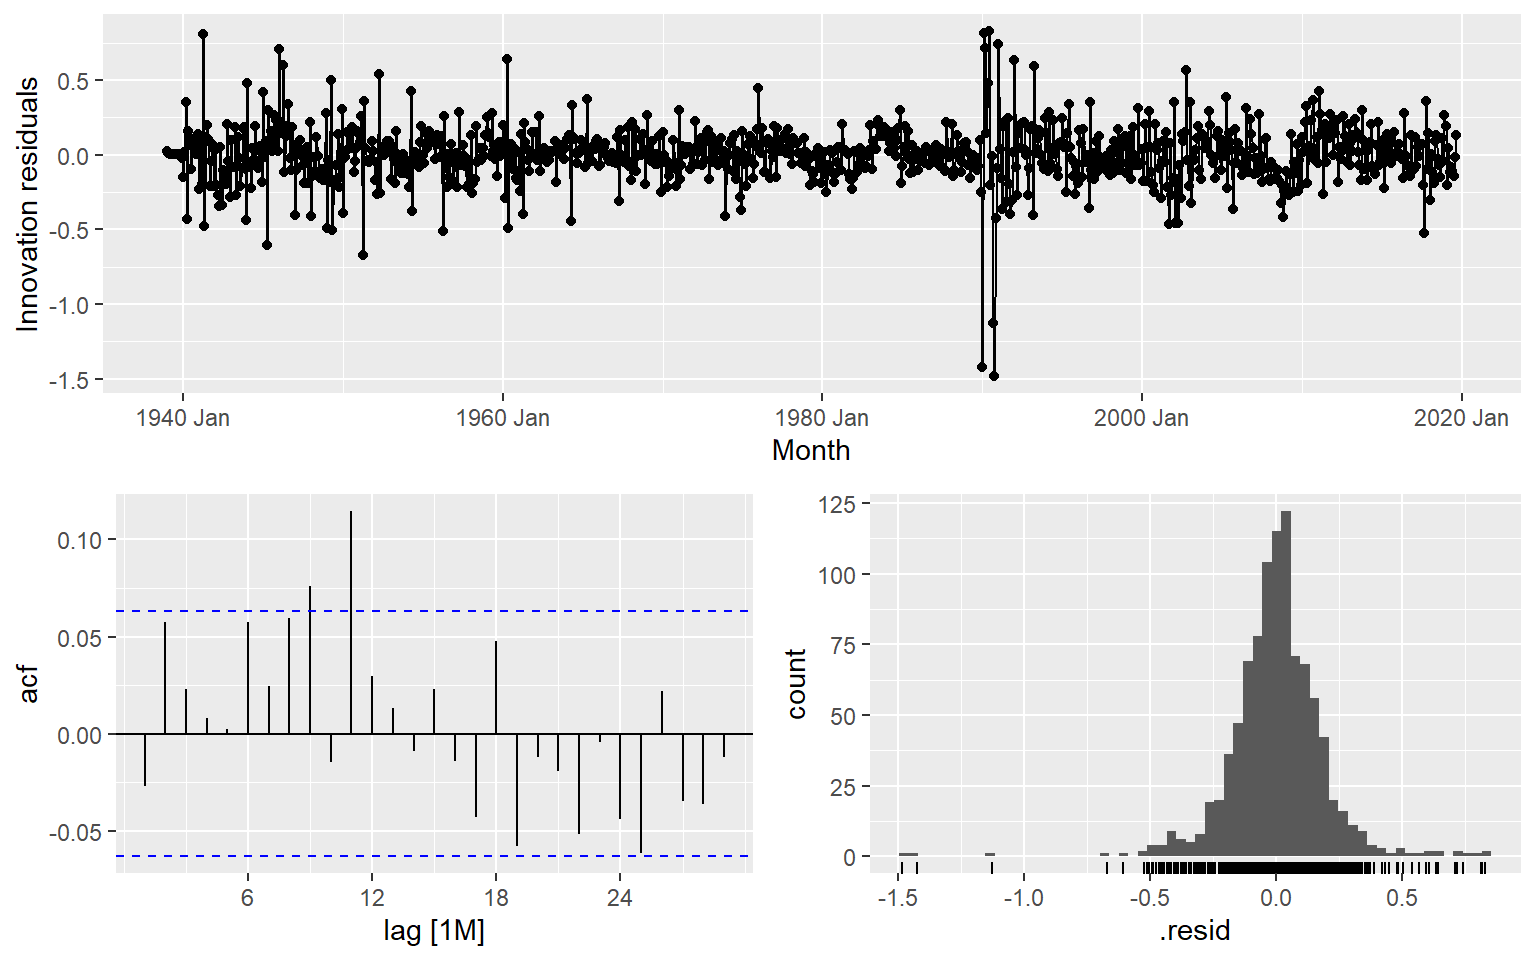 0.5
0.0
-0.5
-1.0
-1.5
Innovation residuals
1940 Jan 1960 Jan 1980 Jan 2000 Jan 2020 Jan
Month
0.10
0.05
0.00
-0.05
acf
6 12 18 24
lag [1M]
125
100
75
50
25
0
count
-1.5 -1.0 -0.5 0.0 0.5
.resid